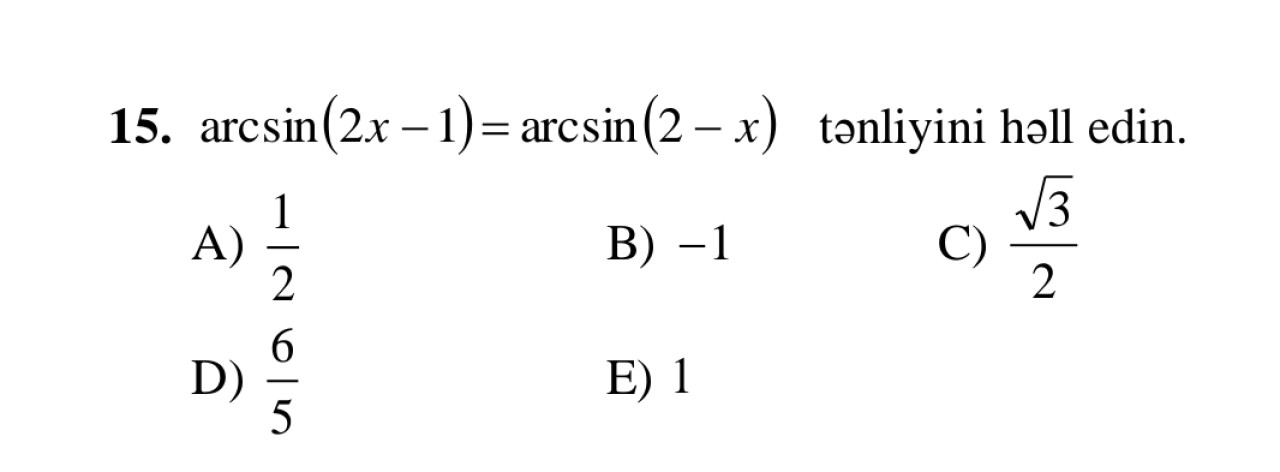 15. arcsin(2x – 1) = arcsin(2 – x) tənliyini həll edin.
A) 1/2 B) –1 C) √3/2
D) 6/5 E) 1